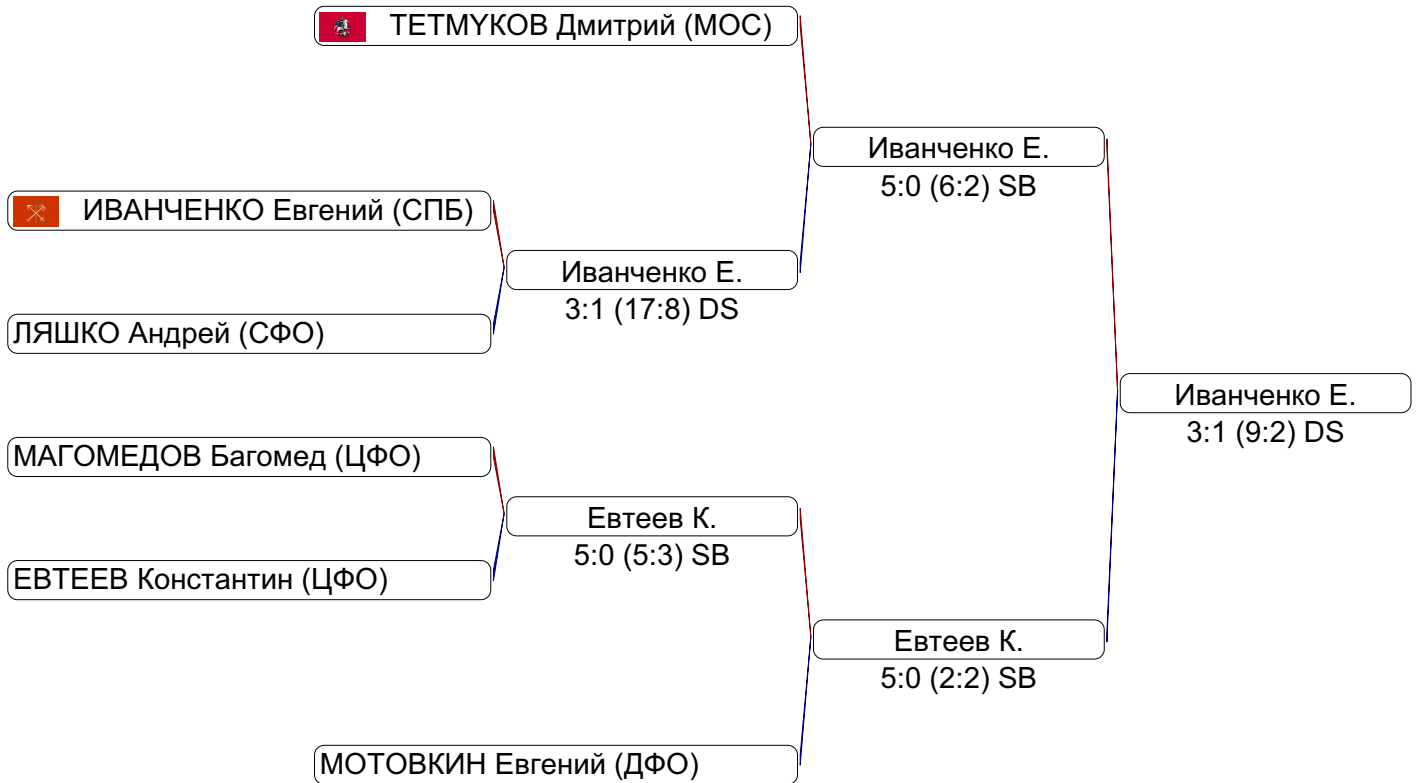 ТЕТМУКОВ Дмитрий (МОС)
Иванченко Е.
5:0 (6:2) SB
ИВАНЧЕНКО Евгений (СПБ)
Иванченко Е.
3:1 (17:8) DS
ЛЯШКО Андрей (СФО)
Иванченко Е.
3:1 (9:2) DS
МАГОМЕДОВ Багомед (ЦФО)
Евтеев К.
5:0 (5:3) SB
ЕВТЕЕВ Константин (ЦФО)
Евтеев К.
5:0 (2:2) SB
МОТОВКИН Евгений (ДФО)